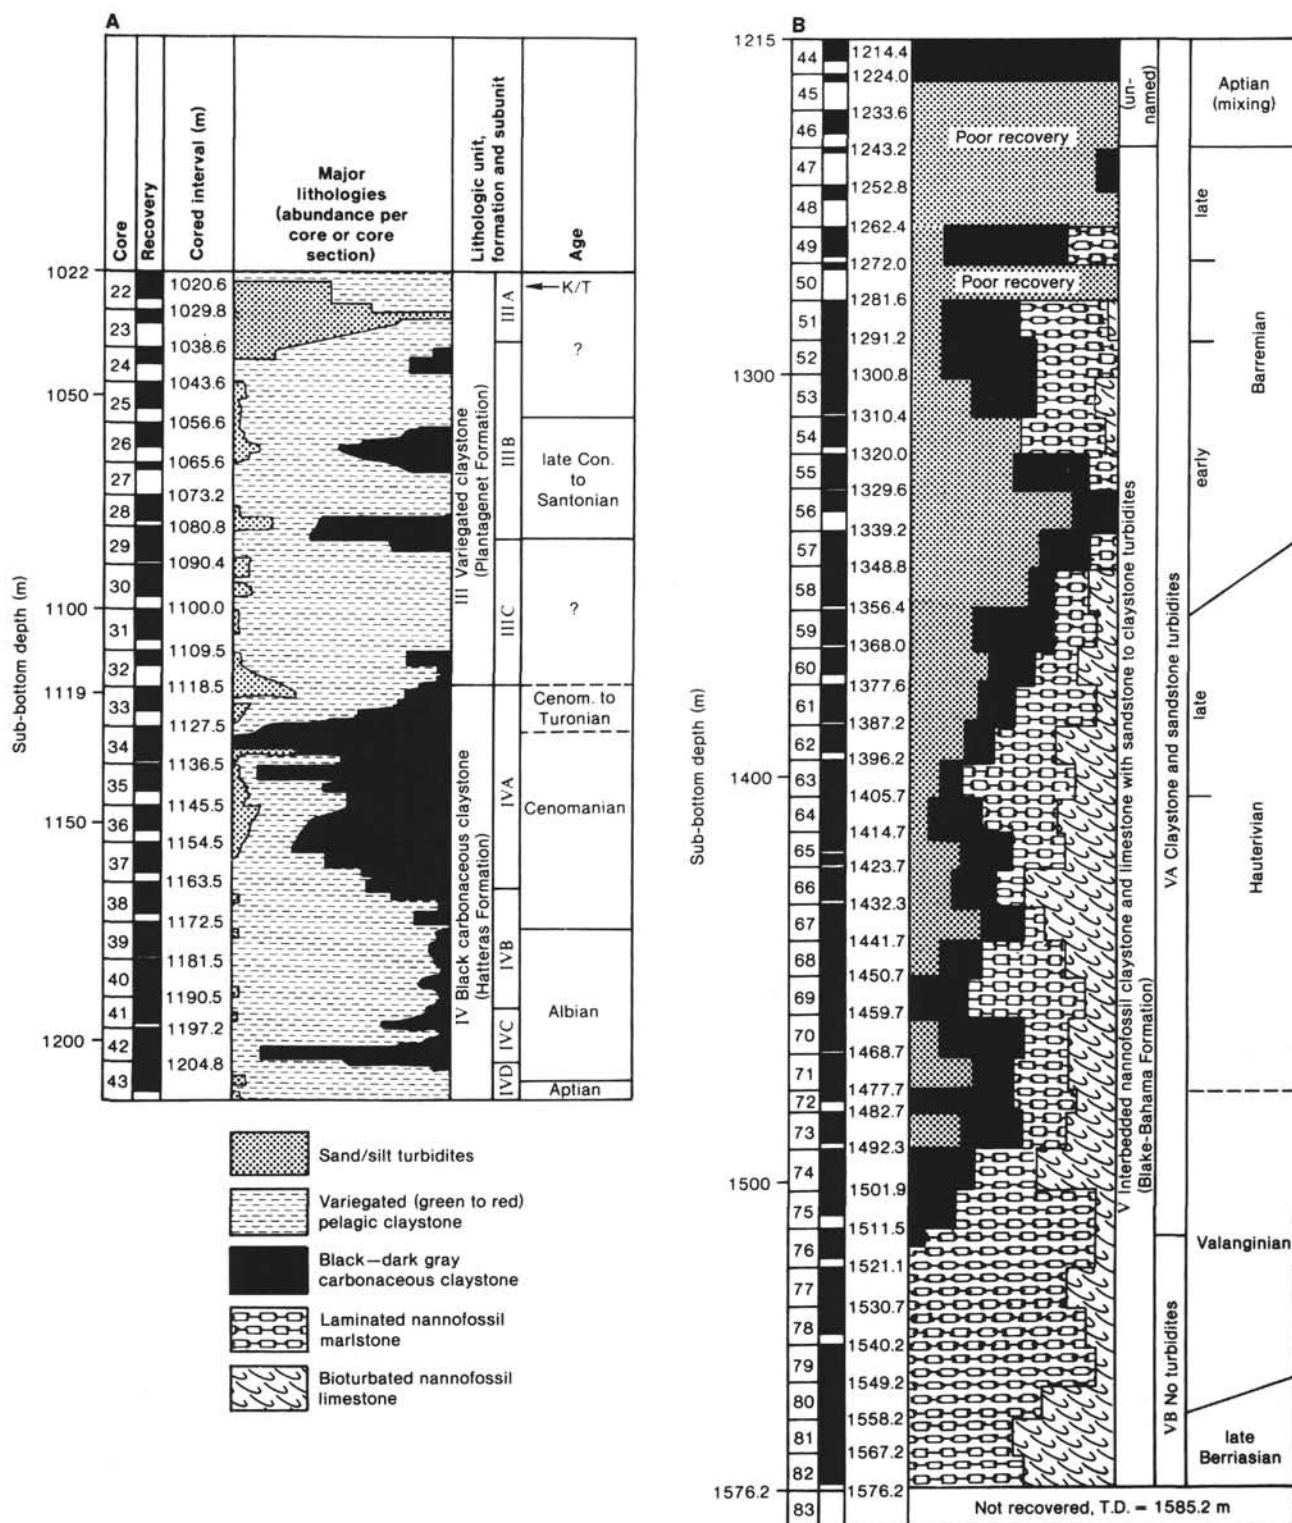 A
Core
Recovery
Cored interval (m)
Major
lithologies
(abundance per
core or core
section)
Lithologic unit,
formation and subunit
Age
Sub-bottom depth (m)
1022
1050
1100
1119
1150
1200
22
23
24
25
26
27
28
29
30
31
32
33
34
35
36
37
38
39
40
41
42
43
1020.6
1029.8
1038.6
1043.6
1056.6
1065.6
1073.2
1080.8
1090.4
1100.0
1109.5
1118.5
1127.5
1136.5
1145.5
1154.5
1163.5
1172.5
1181.5
1190.5
1197.2
1204.8
III Variegated claystone
(Plantagenet Formation)
IV Black carbonaceous claystone
(Hatteras Formation)
IIIA
IIIB
IIIC
IVA
IVB
IVC
IVD
K/T
?
late Con.
to
Santonian
?
Cenom. to
Turonian
Cenomanian
Albian
Aptian
Sand/silt turbidites
Variegated (green to red)
pelagic claystone
Black—dark gray
carbonaceous claystone
Laminated nannofossil
marlstone
Bioturbated nannofossil
limestone
B
Sub-bottom depth (m)
1215
1300
1400
1500
1576.2
44
45
46
47
48
49
50
51
52
53
54
55
56
57
58
59
60
61
62
63
64
65
66
67
68
69
70
71
72
73
74
75
76
77
78
79
80
81
82
83
1214.4
1224.0
1233.6
1243.2
1252.8
1262.4
1272.0
1281.6
1291.2
1300.8
1310.4
1320.0
1329.6
1339.2
1348.8
1356.4
1368.0
1377.6
1387.2
1396.2
1405.7
1414.7
1423.7
1432.3
1441.7
1450.7
1459.7
1468.7
1477.7
1482.7
1492.3
1501.9
1511.5
1521.1
1530.7
1540.2
1549.2
1558.2
1567.2
1576.2
Poor recovery
Poor recovery
(un-
named)
V Interbedded nannofossil claystone and limestone with sandstone to claystone turbidites
(Blake-Bahama Formation)
VA Claystone and sandstone turbidites
VB No turbidites
Aptian
(mixing)
late
Barremian
early
late
Hauterivian
Valanginian
late
Berriasian
Not recovered, T.D. = 1585.2 m